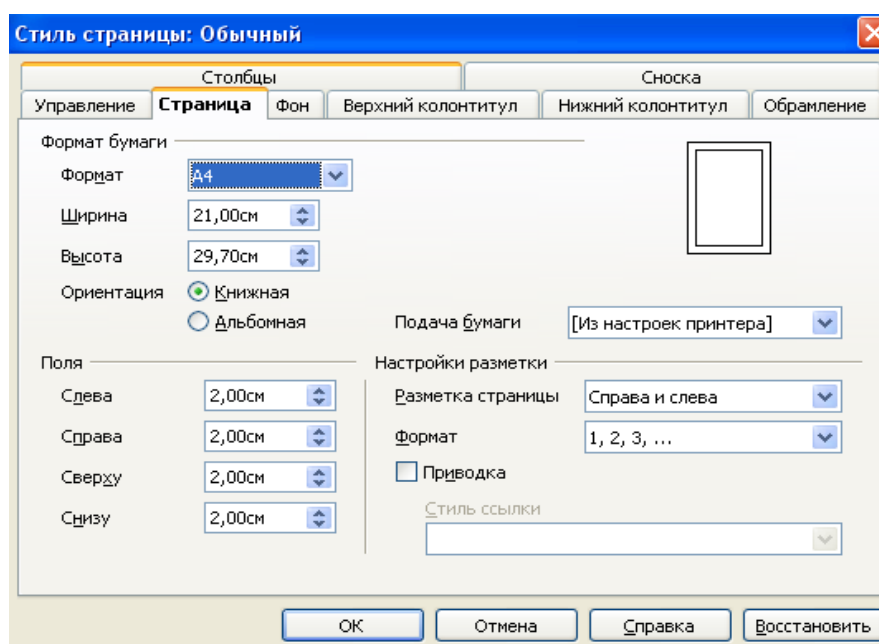 Стиль страницы: Обычный
Столбцы Сноска
Управление Страница Фон Верхний колонтитул Нижний колонтитул Обрамление
Формат бумаги
Формат A4
Ширина 21,00см
Высота 29,70см
Ориентация Книжная
Альбомная Подача бумаги [Из настроек принтера]
Поля Настройки разметки
Слева 2,00см Разметка страницы Справа и слева
Справа 2,00см Формат 1, 2, 3, ...
Сверху 2,00см Приводка
Снизу 2,00см Стиль ссылки
ОК Отмена Справка Восстановить